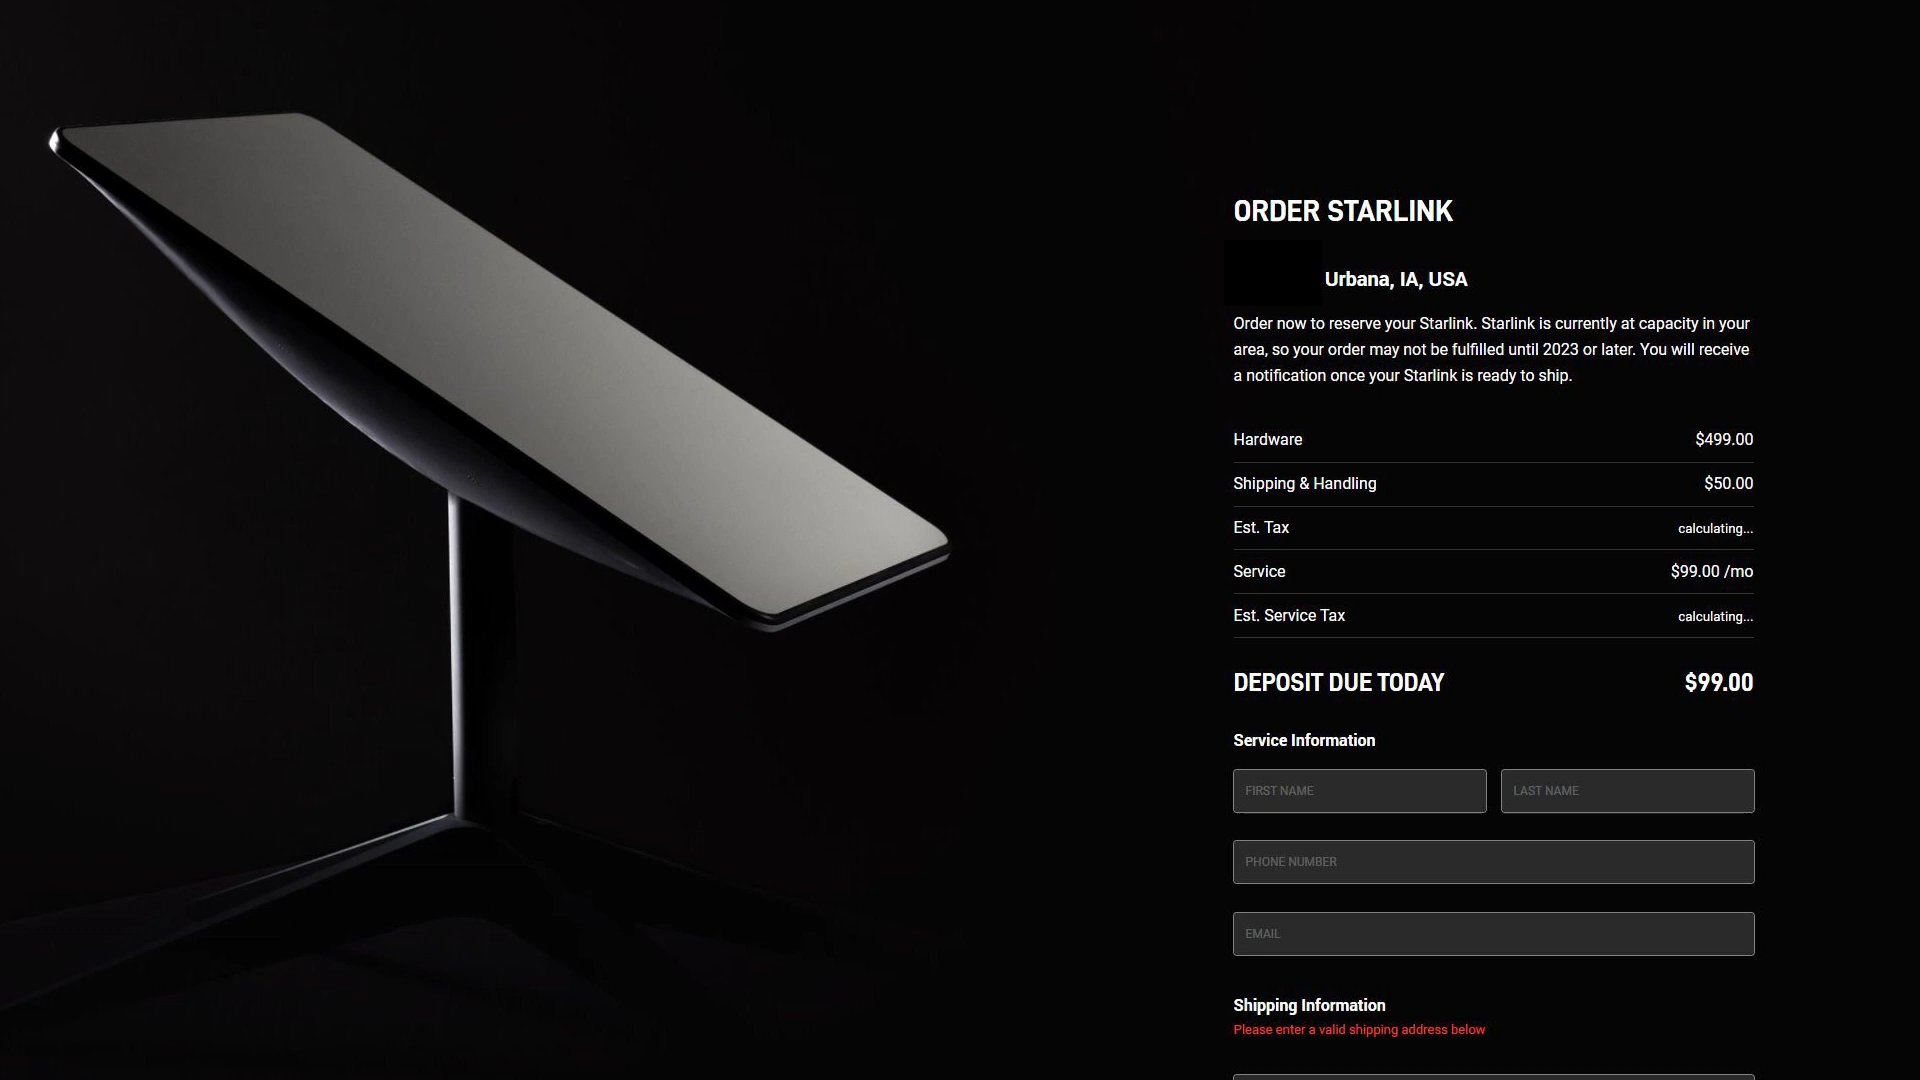 ORDER STARLINK
Urbana, IA, USA
Order now to reserve your Starlink. Starlink is currently at capacity in your
area, so your order may not be fulfilled until 2023 or later. You will receive
a notification once your Starlink is ready to ship.
Hardware $499.00
Shipping & Handling $50.00
Est. Tax calculating...
Service $99.00 /mo
Est. Service Tax calculating...
DEPOSIT DUE TODAY $99.00
Service Information
FIRST NAME LAST NAME
PHONE NUMBER
EMAIL
Shipping Information
Please enter a valid shipping address below